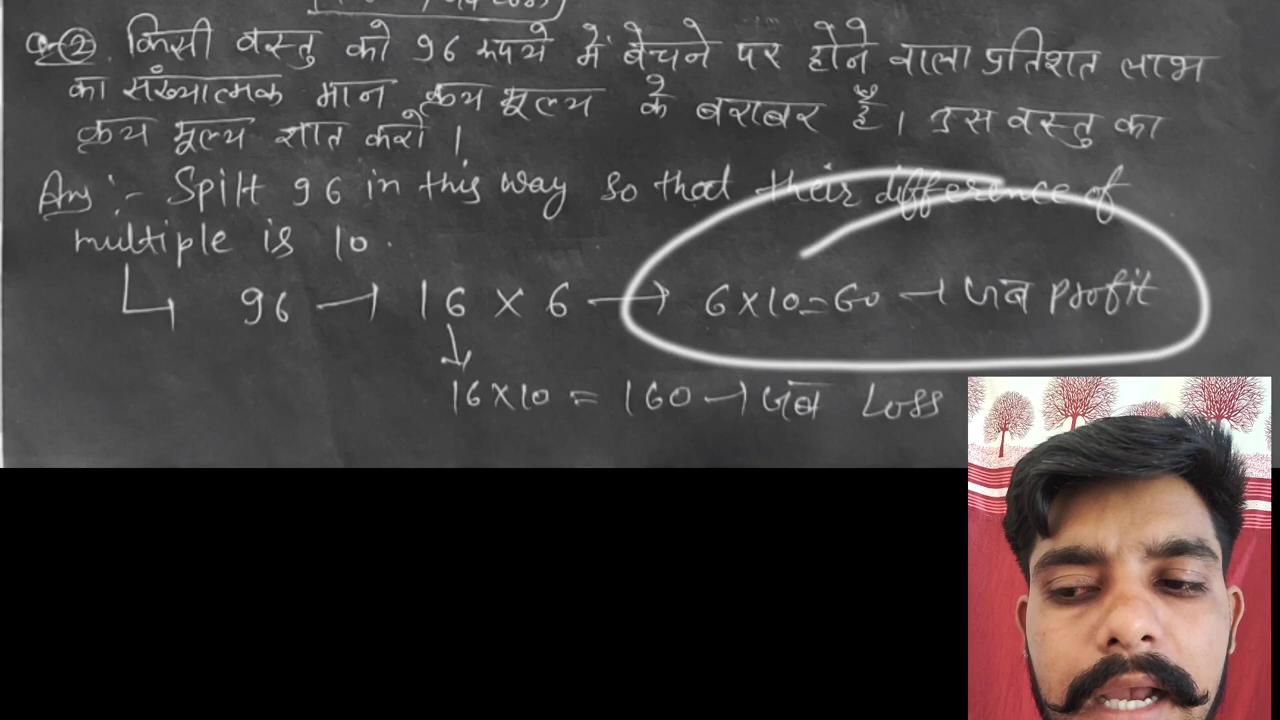 Q-② किसी वस्तु को 96 रूपये में बेचने पर होने वाला प्रतिशत लाभ
का संख्यात्मक मान क्रय मूल्य के बराबर हैं। उस वस्तु का
क्रय मूल्य ज्ञात करो।
Ans :- Spilt 96 in this way so that their difference of
multiple is 10.
↳ 96 → 16 × 6 → 6×10=60 → जब profit
↓
16×10 = 160 → जब Loss